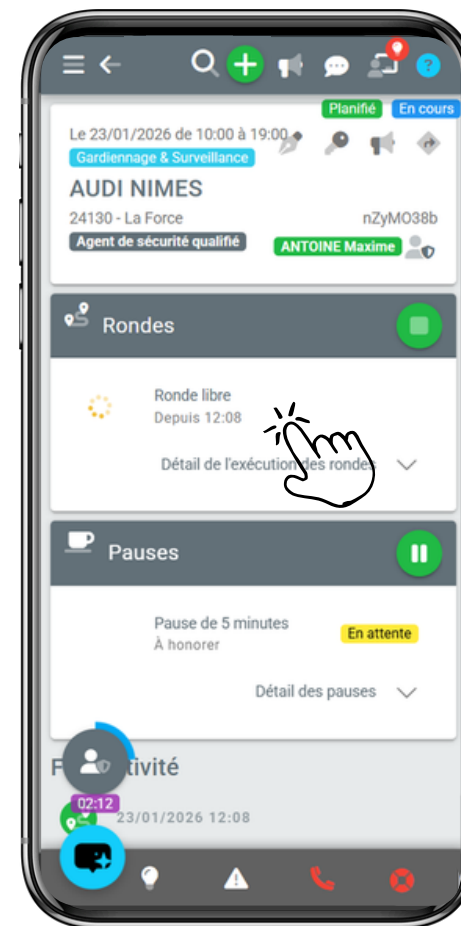 ?
Planifié En cours
Le 23/01/2026 de 10:00 à 19:00
Gardiennage & Surveillance
AUDI NIMES
24130 - La Force nZyMO38b
Agent de sécurité qualifié ANTOINE Maxime
Rondes
Ronde libre
Depuis 12:08
Détail de l'exécution des rondes
Pauses
Pause de 5 minutes
À honorer
En attente
Détail des pauses
F tivité
02:12
23/01/2026 12:08